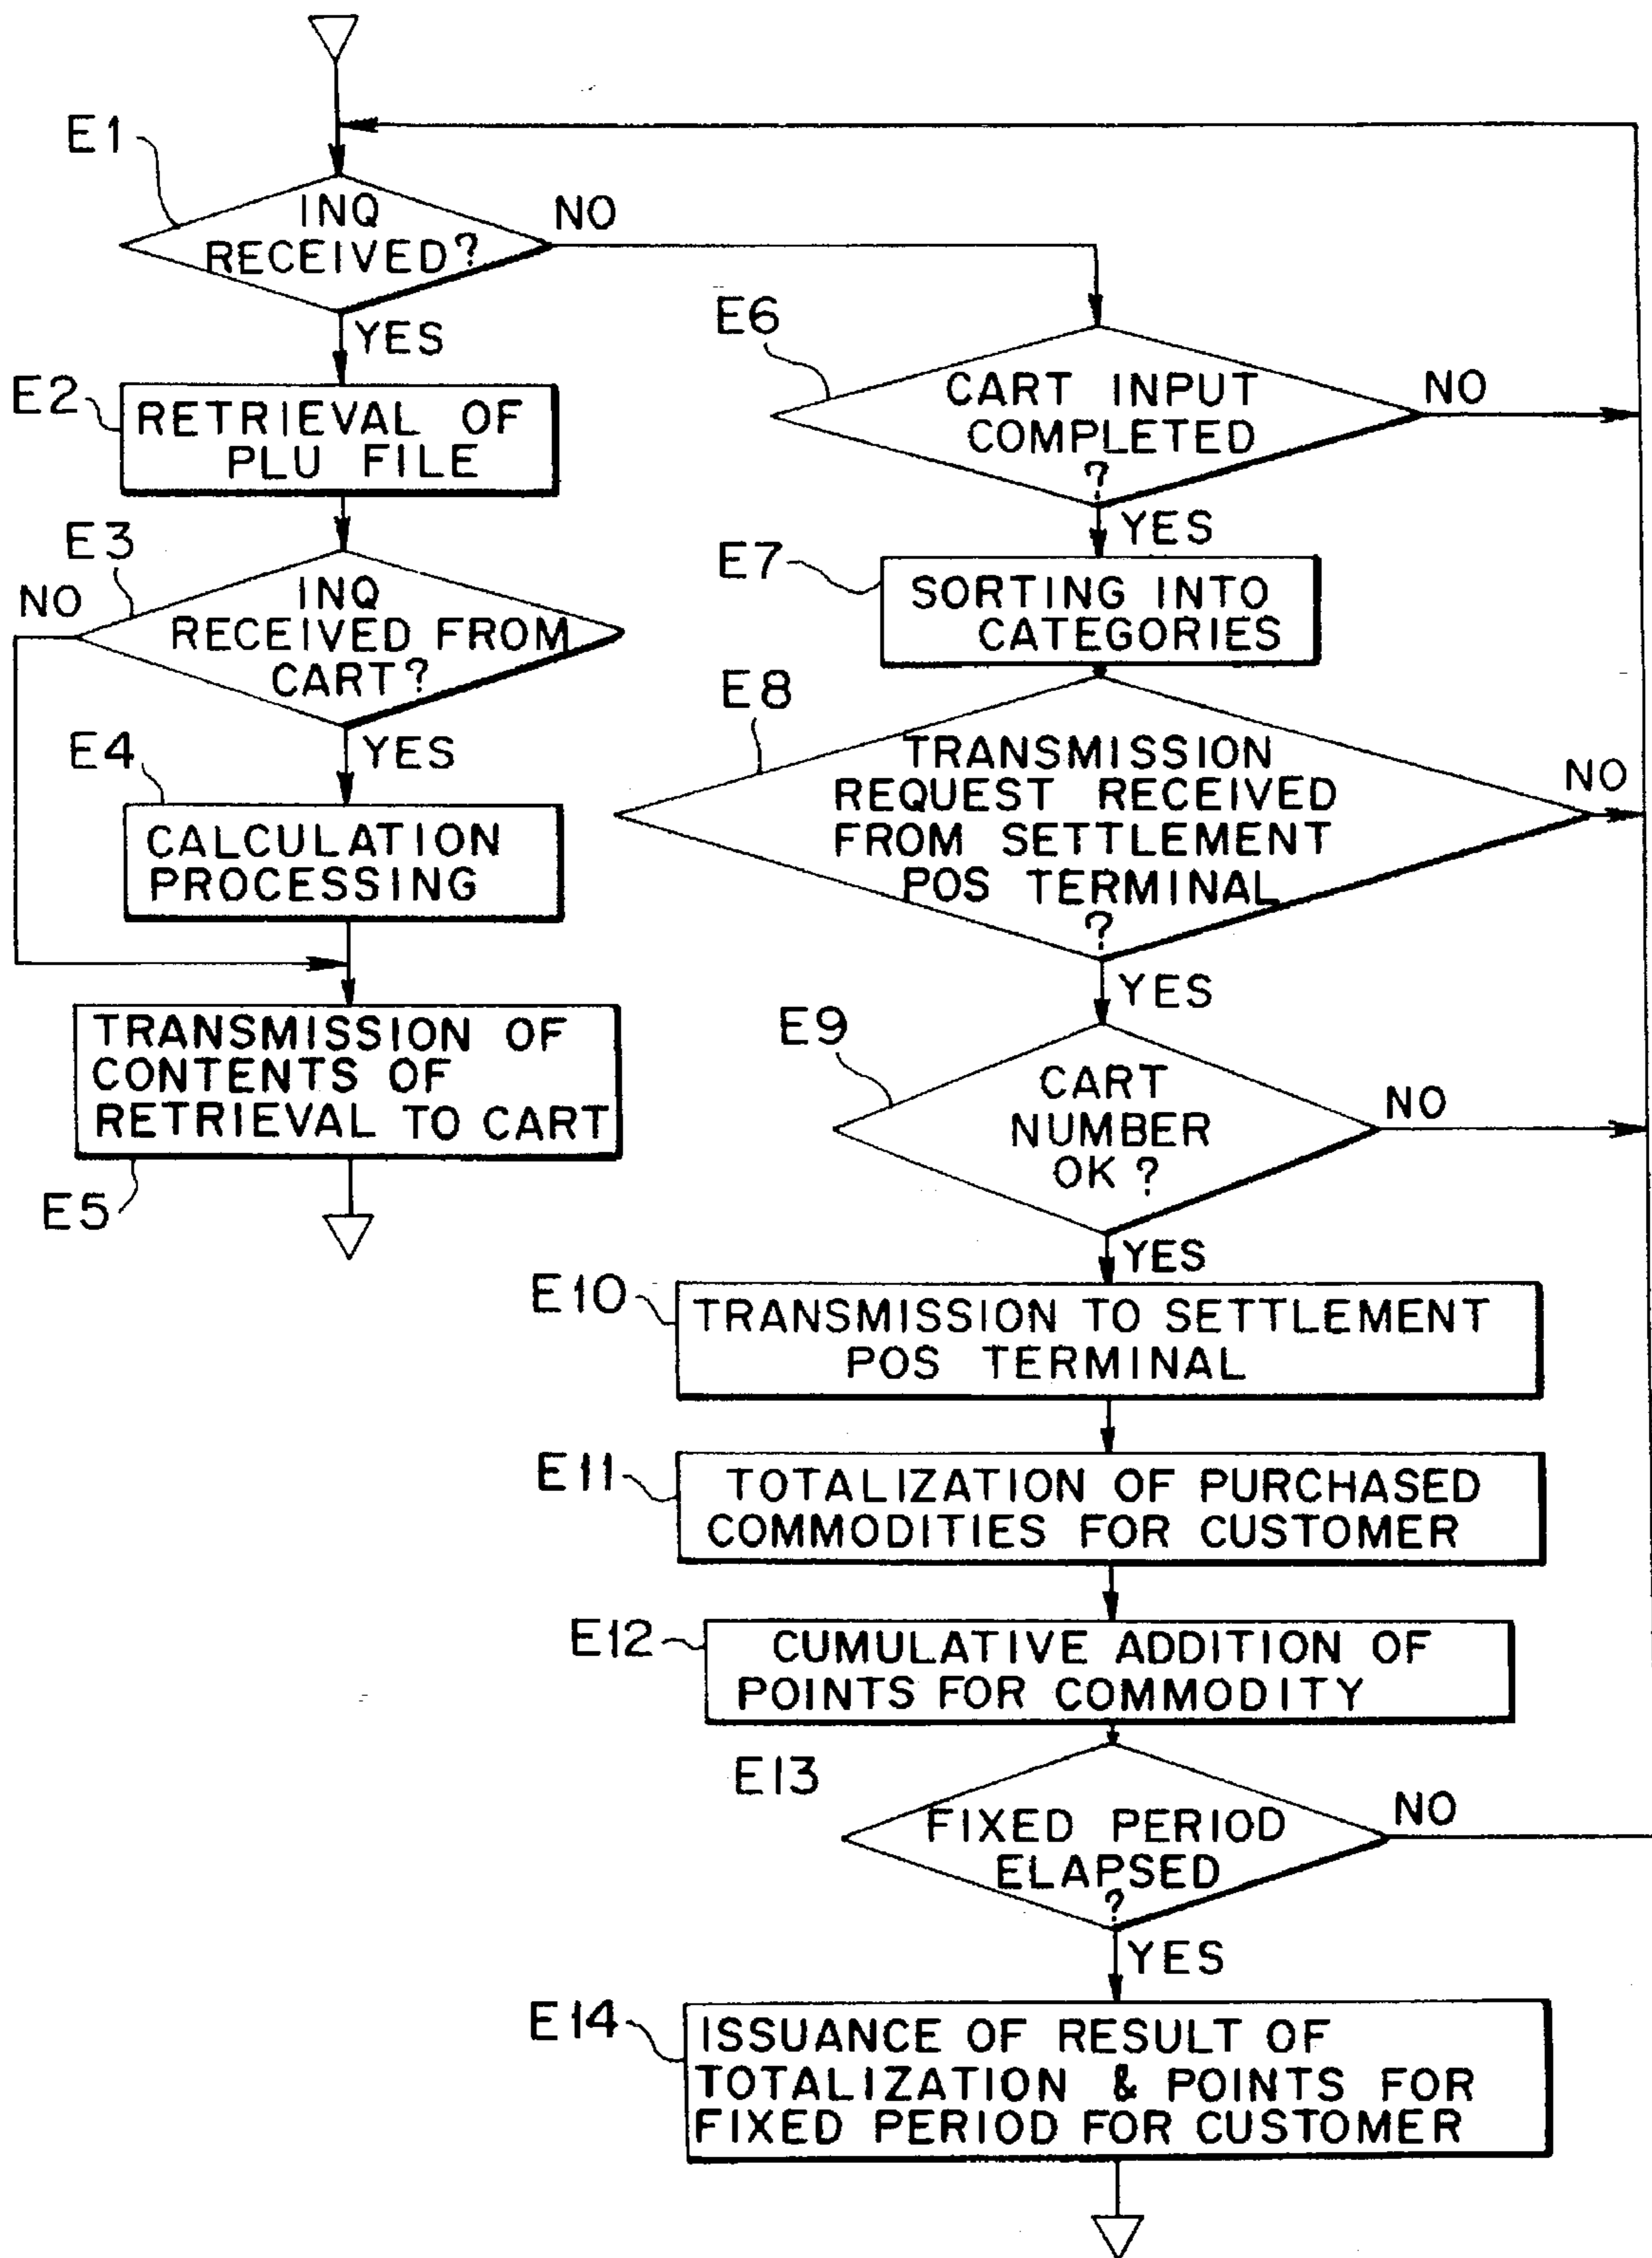 E1
INQ
RECEIVED?
NO
YES
E2
RETRIEVAL OF
PLU FILE
E3
NO
INQ
RECEIVED FROM
CART?
YES
E4
CALCULATION
PROCESSING
TRANSMISSION OF
CONTENTS OF
RETRIEVAL TO CART
E5
E6
CART INPUT
COMPLETED
?
NO
YES
E7
SORTING INTO
CATEGORIES
E8
TRANSMISSION
REQUEST RECEIVED
FROM SETTLEMENT
POS TERMINAL
?
NO
YES
E9
CART
NUMBER
OK?
NO
YES
E10
TRANSMISSION TO SETTLEMENT
POS TERMINAL
E11
TOTALIZATION OF PURCHASED
COMMODITIES FOR CUSTOMER
E12
CUMULATIVE ADDITION OF
POINTS FOR COMMODITY
E13
FIXED PERIOD
ELAPSED
?
NO
YES
E14
ISSUANCE OF RESULT OF
TOTALIZATION & POINTS FOR
FIXED PERIOD FOR CUSTOMER